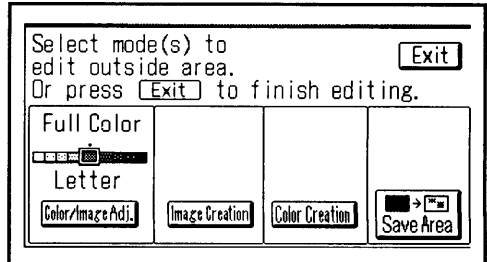 Select mode(s) to
edit outside area.
Or press Exit to finish editing.
Exit
Full Color
Letter
Color/Image Adj.
Image Creation
Color Creation
Save Area